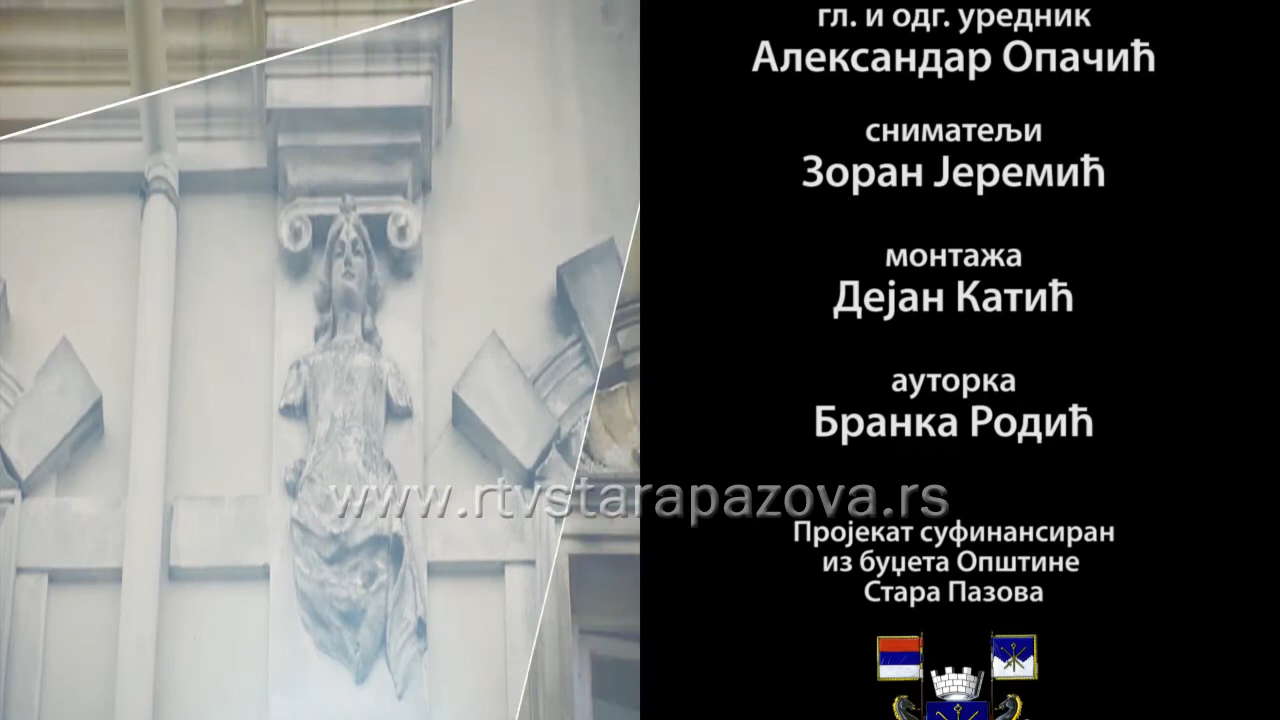 гл. и одг. уредник
Александар Опачић
сниматељи
Зоран Јеремић
монтажа
Дејан Катић
ауторка
Бранка Родић
www.rtvstarapazova.rs
Пројекат суфинансиран
из буџета Општине
Стара Пазова